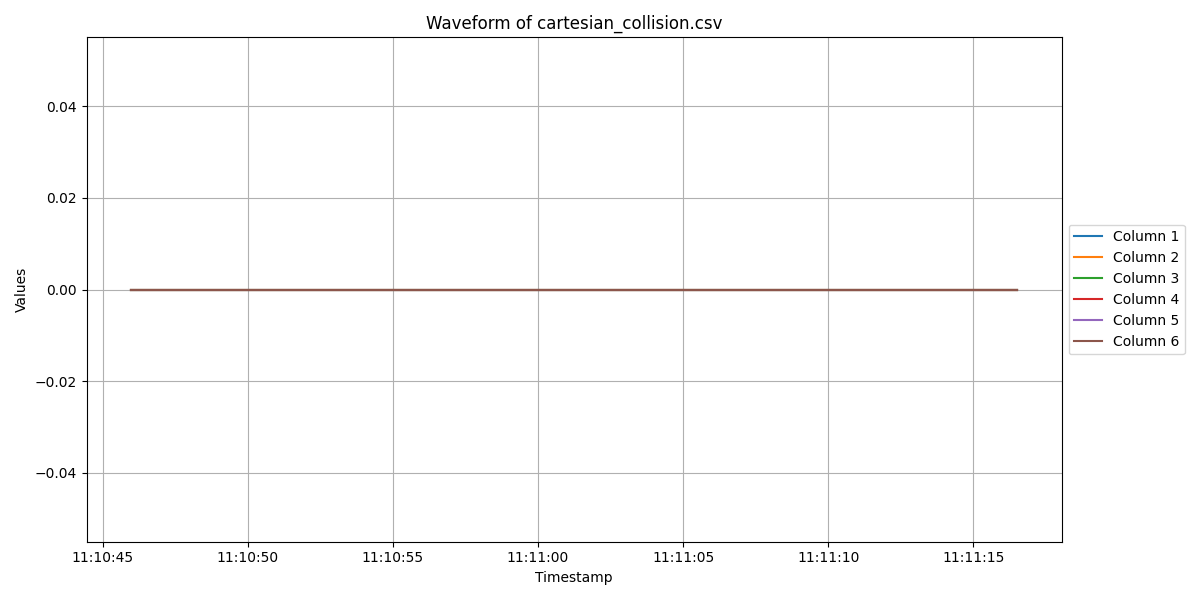 Waveform of cartesian_collision.csv
Values
0.04
0.02
0.00
−0.02
−0.04
11:10:45
11:10:50
11:10:55
11:11:00
11:11:05
11:11:10
11:11:15
Timestamp
Column 1
Column 2
Column 3
Column 4
Column 5
Column 6